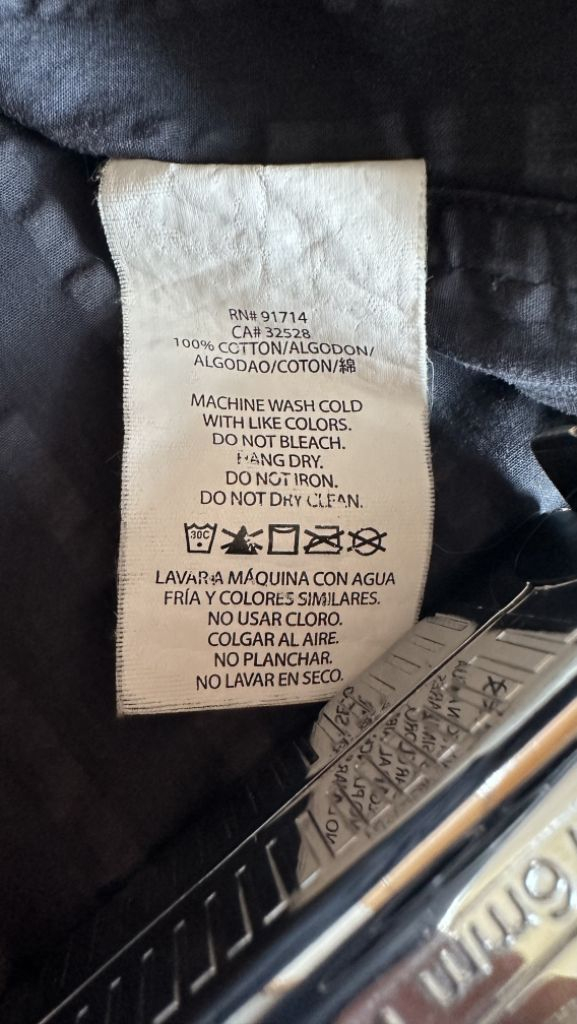 RN# 91714
CA# 32528
100% COTTON/ALGODON/
ALGODAO/COTON/綿
MACHINE WASH COLD
WITH LIKE COLORS.
DO NOT BLEACH.
HANG DRY.
DO NOT IRON.
DO NOT DRY CLEAN.
30C
LAVAR A MÁQUINA CON AGUA
FRÍA Y COLORES SIMILARES.
NO USAR CLORO.
COLGAR AL AIRE.
NO PLANCHAR.
NO LAVAR EN SECO.